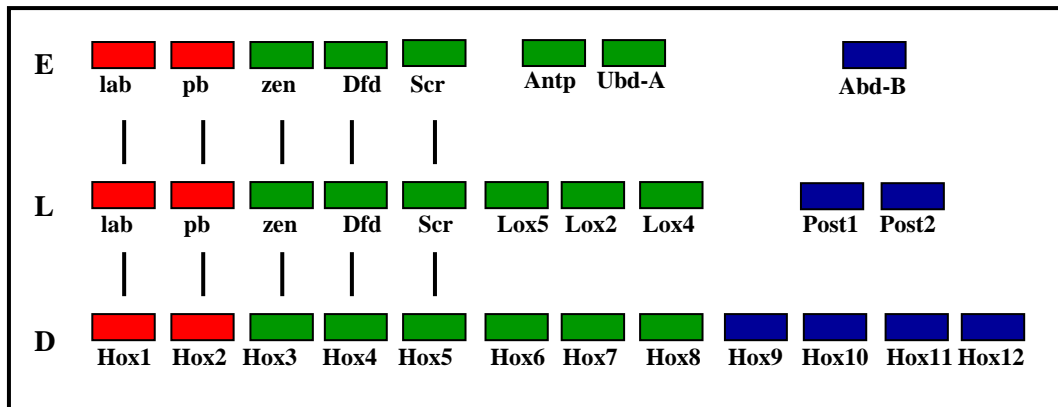 E
lab pb zen Dfd Scr Antp Ubd-A Abd-B
L
lab pb zen Dfd Scr Lox5 Lox2 Lox4 Post1 Post2
D
Hox1 Hox2 Hox3 Hox4 Hox5 Hox6 Hox7 Hox8 Hox9 Hox10 Hox11 Hox12